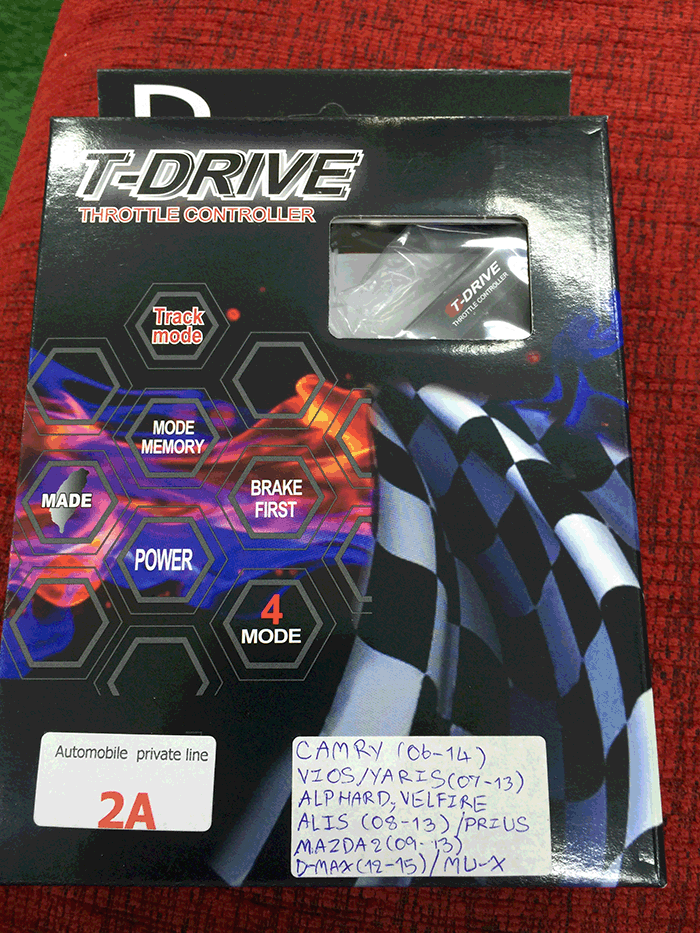 D
T-DRIVE
THROTTLE CONTROLLER
T-DRIVE
THROTTLE CONTROLLER
Track
mode
MODE
MEMORY
MADE
BRAKE
FIRST
POWER
4
MODE
Automobile private line
2A
CAMRY (06-14)
VIOS/YARIS(07-13)
ALPHARD, VELFIRE
ALIS (08-13)/PRIUS
MAZDA2(09-13)
D-MAX(12-15)/MU-X